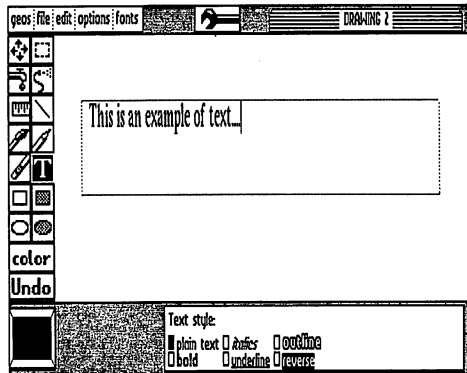 geos file edit options fonts DRAWING 2
This is an example of text....
T
color
Undo
Text style:
plain text italics outline
bold underline reverse